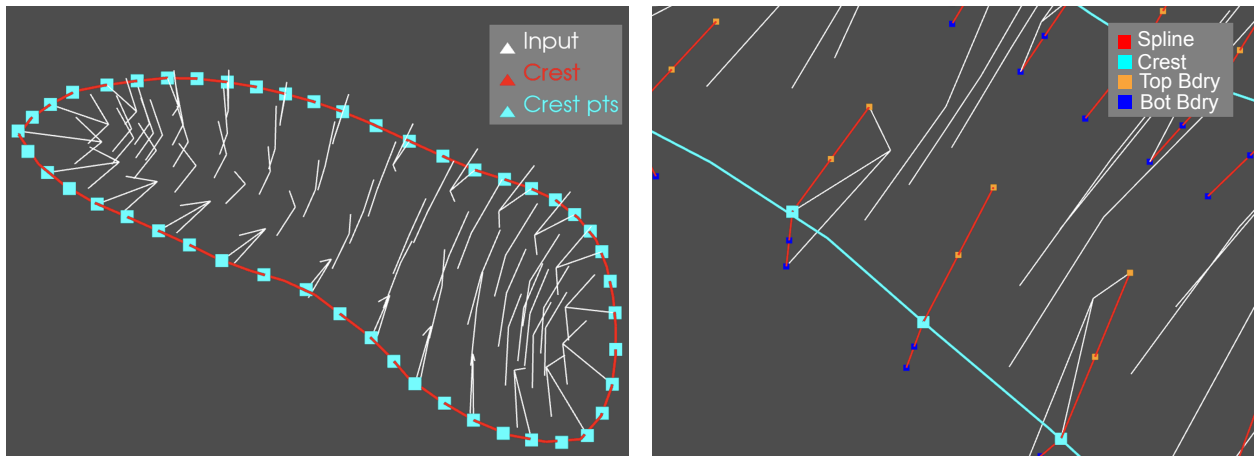 Input
Crest
Crest pts
Spline
Crest
Top Bdry
Bot Bdry